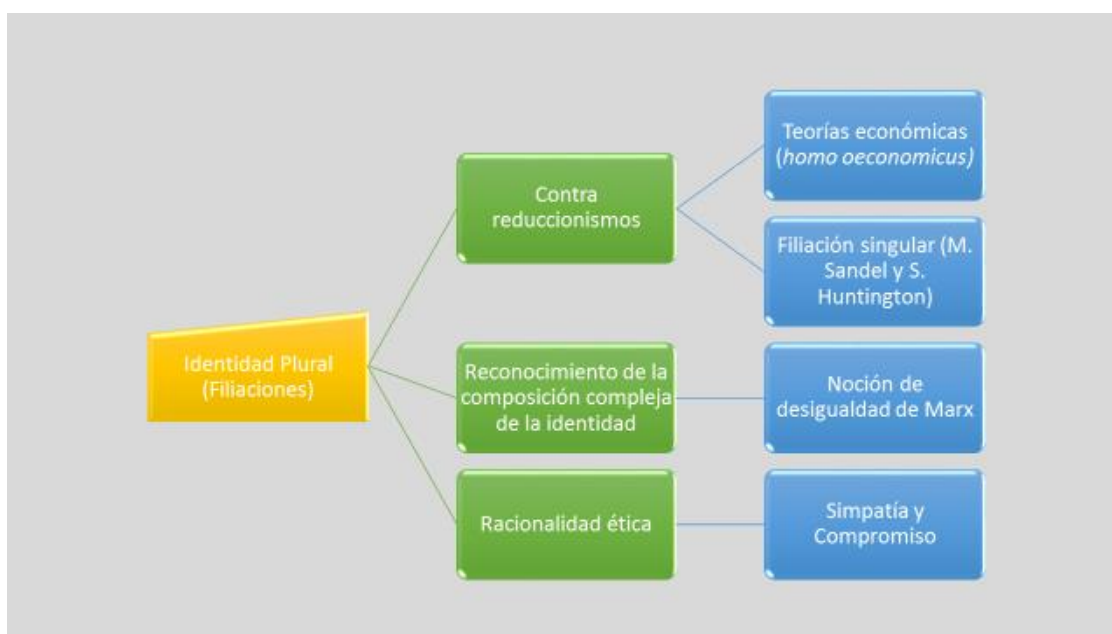 Identidad Plural
(Filiaciones)
Contra
reduccionismos
Teorías económicas
(homo oeconomicus)
Filiación singular (M.
Sandel y S.
Huntington)
Reconocimiento de la
composición compleja
de la identidad
Noción de
desigualdad de Marx
Racionalidad ética
Simpatía y
Compromiso